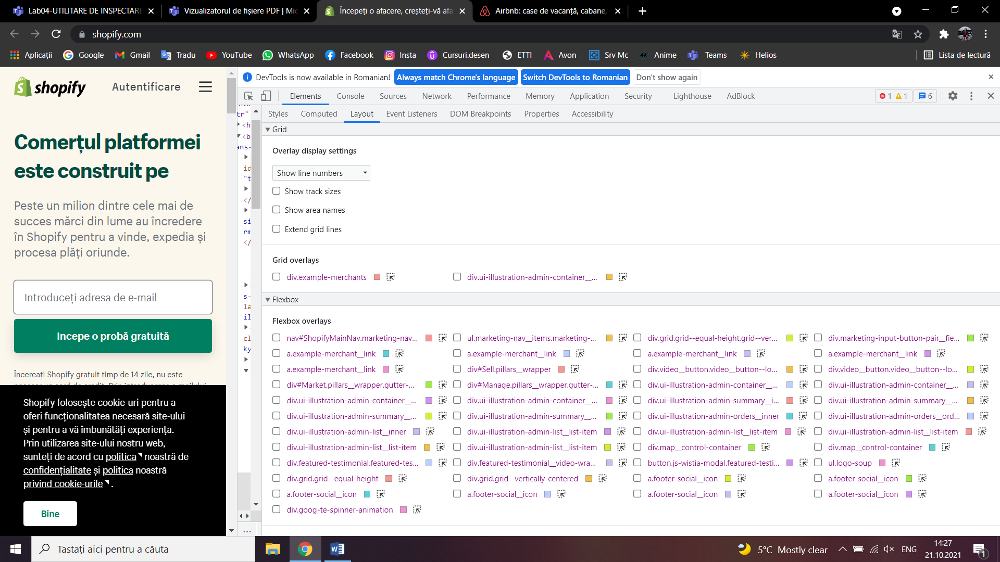 Lab04-UTILITARE DE INSPECTARE
Vizualizatorul de fișiere PDF | Mic
Începeți o afacere, creșteți-vă afa
Airbnb: case de vacanță, cabane,
shopify.com
Aplicații Google Gmail Tradu YouTube WhatsApp Facebook Insta Cursuri.desen ETTI Avon Srv Mc Anime Teams Helios Lista de lectură
shopify Autentificare
Comerțul platformei
este construit pe
Peste un milion dintre cele mai de
succes mărci din lume au încredere
în Shopify pentru a vinde, expedia și
procesa plăți oriunde.
Introduceți adresa de e-mail
Incepe o probă gratuită
Încercați Shopify gratuit timp de 14 zile, nu este
necesar un card de credit. Prin introducerea e-mailului
Shopify folosește cookie-uri pentru a
oferi funcționalitatea necesară site-ului
și pentru a vă îmbunătăți experiența.
Prin utilizarea site-ului nostru web,
sunteți de acord cu politica noastră de
confidențialitate și politica noastră
privind cookie-urile .
Bine
DevTools is now available in Romanian! Always match Chrome's language Switch DevTools to Romanian Don't show again
Elements Console Sources Network Performance Memory Application Security Lighthouse AdBlock 1 1 6
tr"
<h
<b
ans-
id
"t
</
si
rm
</
s-
la
il
cl
ky
...
Styles Computed Layout Event Listeners DOM Breakpoints Properties Accessibility
Grid
Overlay display settings
Show line numbers
Show track sizes
Show area names
Extend grid lines
Grid overlays
div.example-merchants div.ui-illustration-admin-container__...
Flexbox
Flexbox overlays
nav#ShopifyMainNav.marketing-nav... ul.marketing-nav__items.marketing-... div.grid.grid--equal-height.grid--ver... div.marketing-input-button-pair__fie...
a.example-merchant__link a.example-merchant__link a.example-merchant__link a.example-merchant__link
a.example-merchant__link div#Sell.pillars__wrapper div.video__button.video__button--lo... div.video__button.video__button--lo...
div#Market.pillars__wrapper.gutter-... div#Manage.pillars__wrapper.gutter-... div.ui-illustration-admin-container__... div.ui-illustration-admin-container__...
div.ui-illustration-admin-container__... div.ui-illustration-admin-container__... div.ui-illustration-admin-summary__i... div.ui-illustration-admin-summary__...
div.ui-illustration-admin-summary__... div.ui-illustration-admin-summary__... div.ui-illustration-admin-orders__inner div.ui-illustration-admin-orders__ord...
div.ui-illustration-admin-list__inner div.ui-illustration-admin-list__list-item div.ui-illustration-admin-list__list-item div.ui-illustration-admin-list__list-item
div.ui-illustration-admin-list__list-item div.ui-illustration-admin-list__list-item div.map__control-container div.map__control-container
div.featured-testimonial.featured-tes... div.featured-testimonial__video-wra... button.js-wistia-modal.featured-testi... ul.logo-soup
div.grid.grid--equal-height div.grid.grid--vertically-centered a.footer-social__icon a.footer-social__icon
a.footer-social__icon a.footer-social__icon a.footer-social__icon a.footer-social__icon
div.goog-te-spinner-animation
Tastați aici pentru a căuta
5°C Mostly clear ENG 14:27
21.10.2021
1